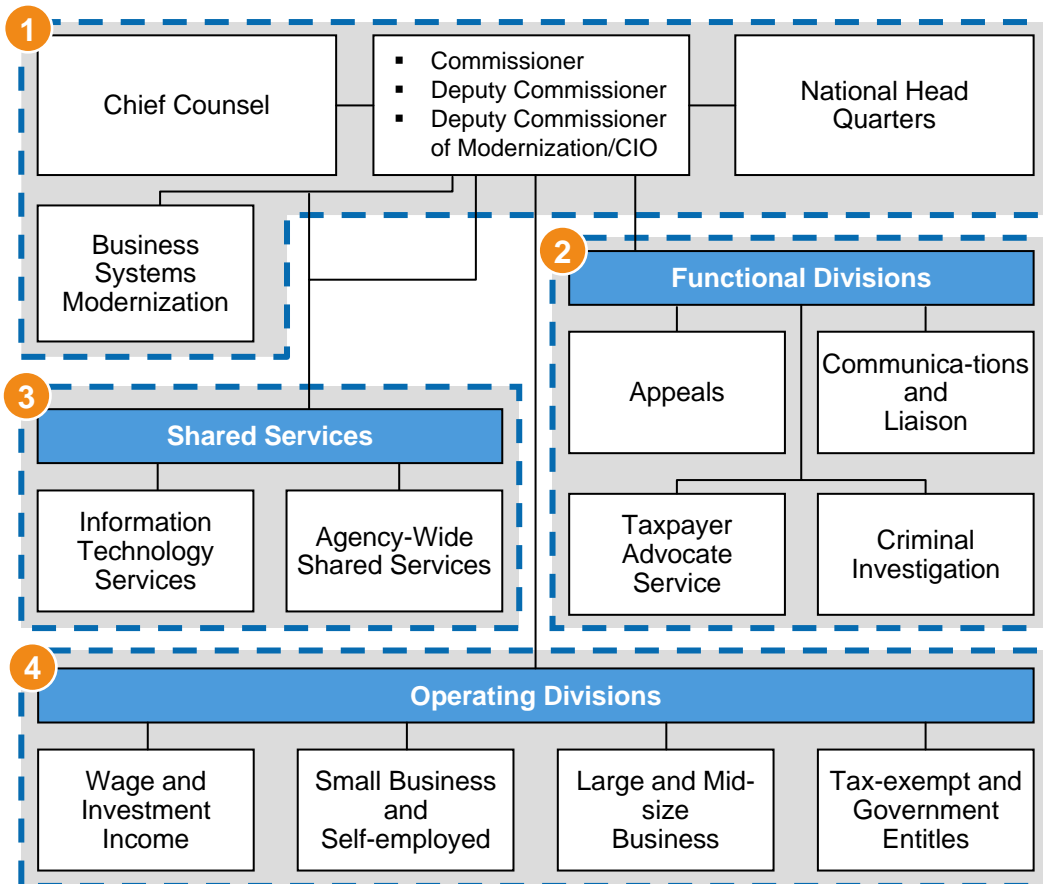 1
Chief Counsel
▪ Commissioner
▪ Deputy Commissioner
▪ Deputy Commissioner
of Modernization/CIO
National Head
Quarters
Business
Systems
Modernization
2
Functional Divisions
Appeals
Communica-tions
and
Liaison
Taxpayer
Advocate
Service
Criminal
Investigation
3
Shared Services
Information
Technology
Services
Agency-Wide
Shared Services
4
Operating Divisions
Wage and
Investment
Income
Small Business
and
Self-employed
Large and Mid-
size
Business
Tax-exempt and
Government
Entitles